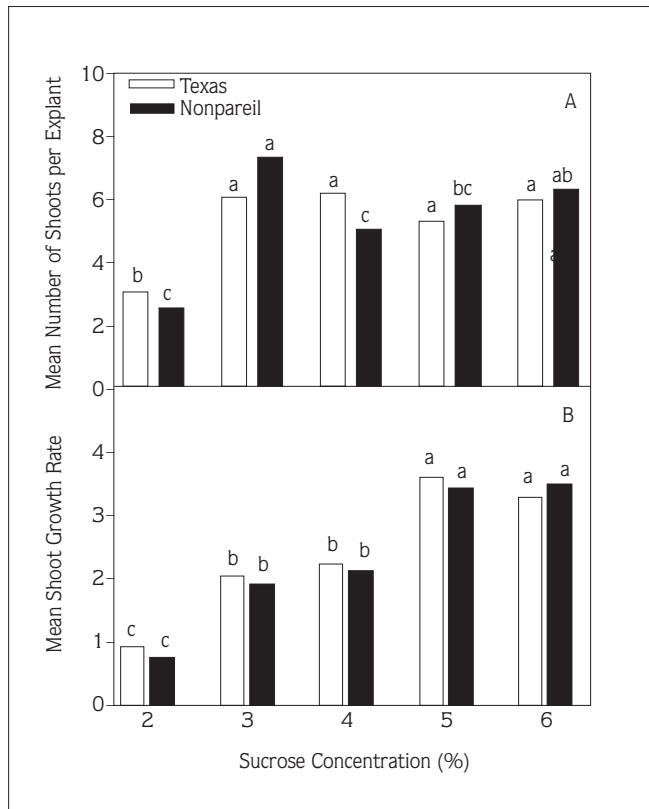 Mean Number of Shoots per Explant
10
8
6
4
2
0
Texas
Nonpareil
A
b c a a a c a bc a ab
a
Mean Shoot Growth Rate
4
3
2
1
0
B
c c b b b b a a a a
2 3 4 5 6
Sucrose Concentration (%)